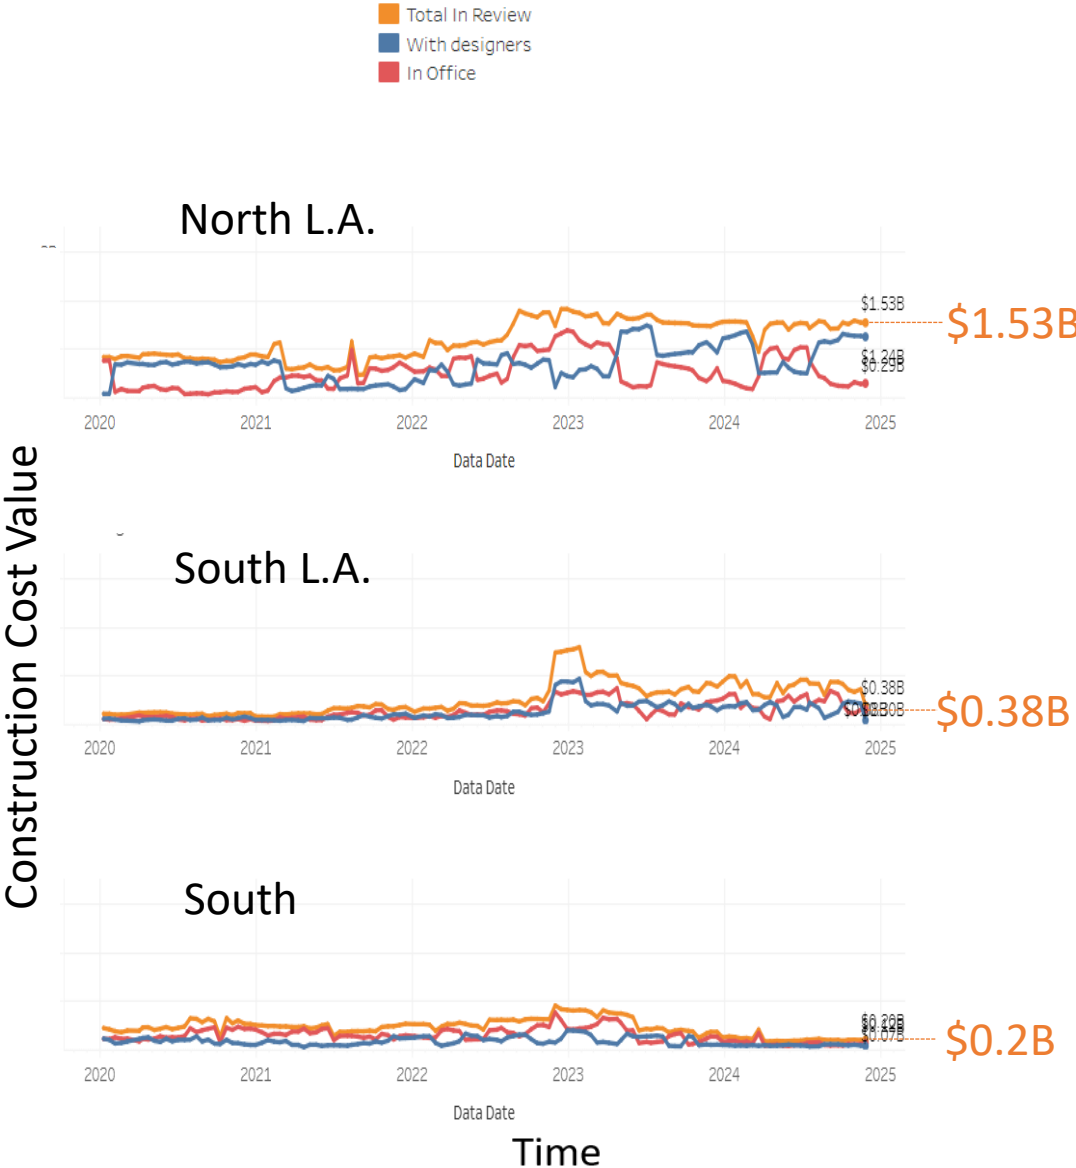 Total In Review
With designers
In Office
North L.A.
$1.53B
$1.53B
$0.29B
2020 2021 2022 2023 2024 2025
Data Date
Construction Cost Value
South L.A.
$0.38B
$0.38B
2020 2021 2022 2023 2024 2025
Data Date
South
$0.2B
2020 2021 2022 2023 2024 2025
Data Date
Time